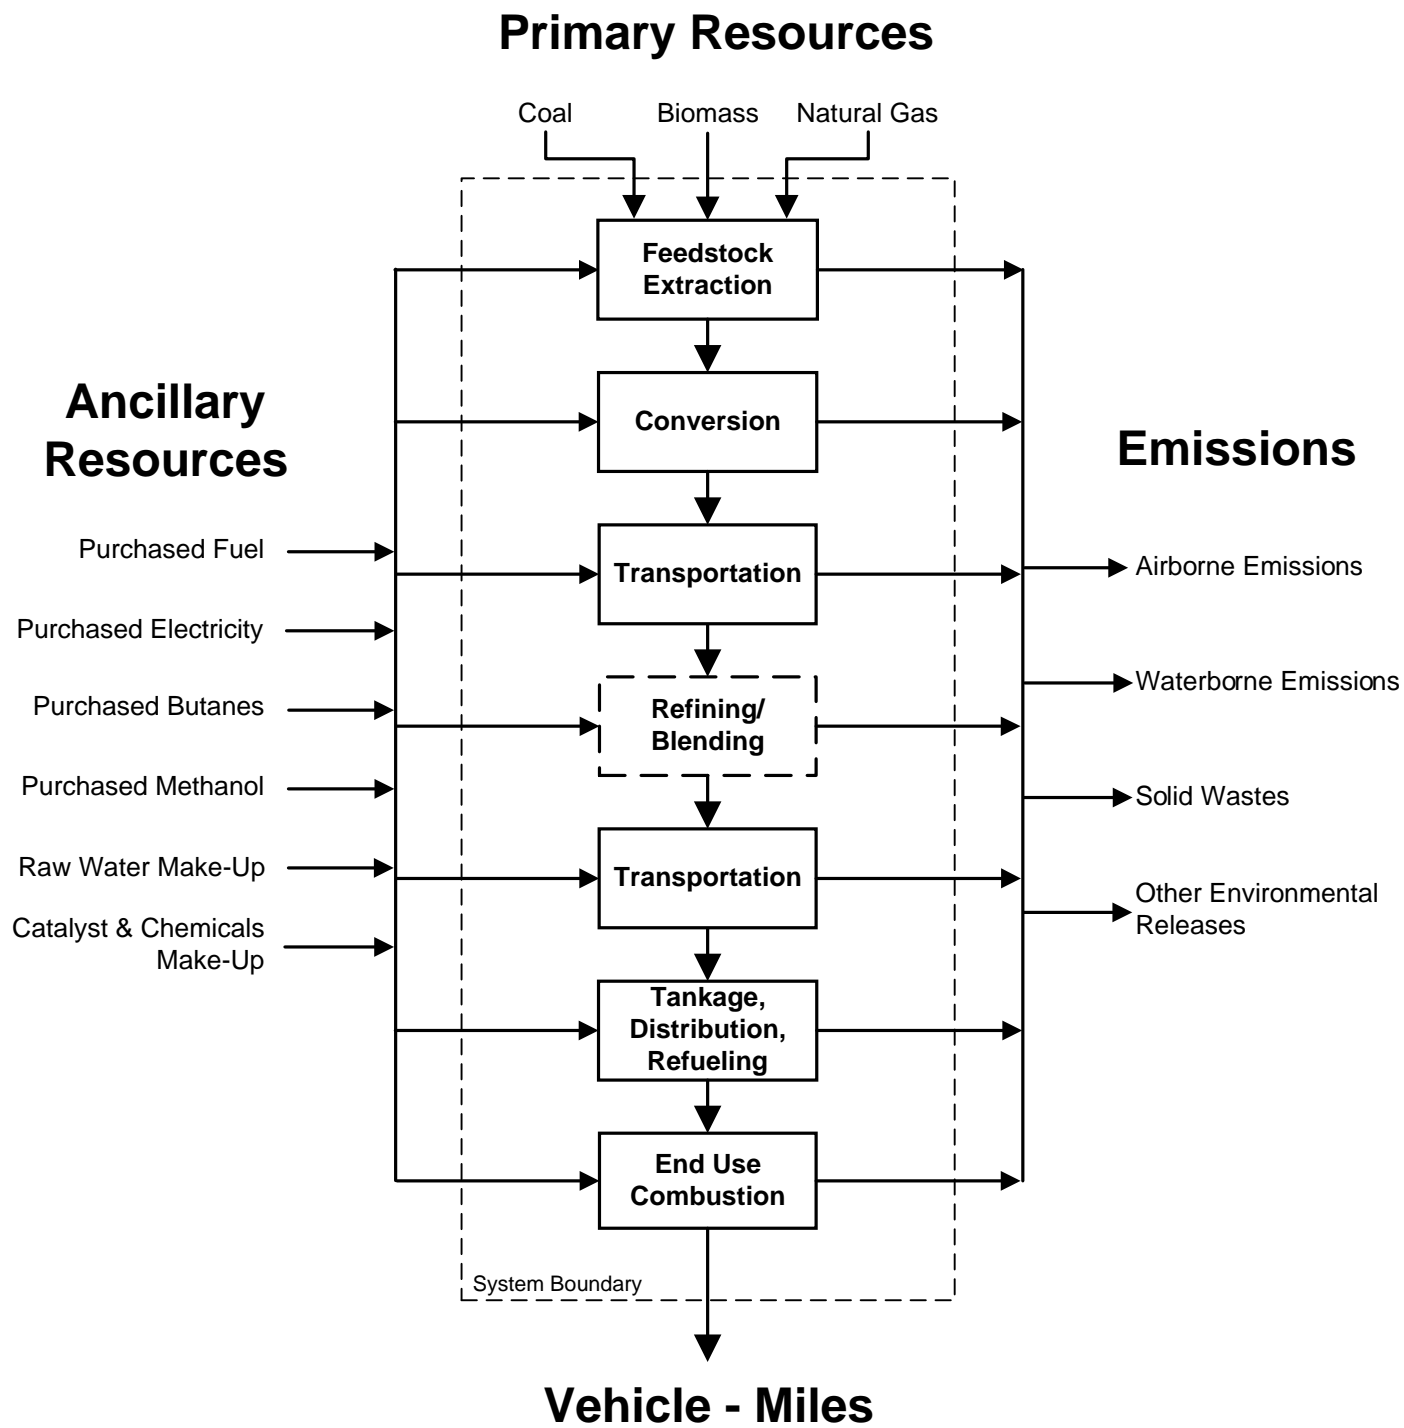 Primary Resources
Coal
Biomass
Natural Gas
Feedstock
Extraction
Conversion
Transportation
Refining/
Blending
Transportation
Tankage,
Distribution,
Refueling
End Use
Combustion
System Boundary
Ancillary
Resources
Purchased Fuel
Purchased Electricity
Purchased Butanes
Purchased Methanol
Raw Water Make-Up
Catalyst & Chemicals
Make-Up
Emissions
Airborne Emissions
Waterborne Emissions
Solid Wastes
Other Environmental
Releases
Vehicle - Miles